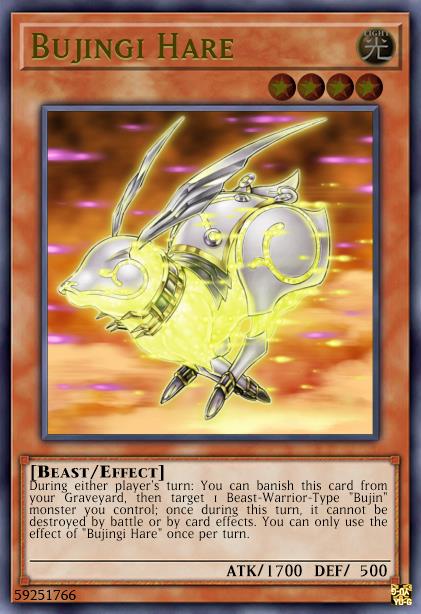 Bujingi Hare
LIGHT
光
[Beast/Effect]
During either player's turn: You can banish this card from
your Graveyard, then target 1 Beast-Warrior-Type "Bujin"
monster you control; once during this turn, it cannot be
destroyed by battle or by card effects. You can only use the
effect of "Bujingi Hare" once per turn.
ATK/1700 DEF/ 500
59251766